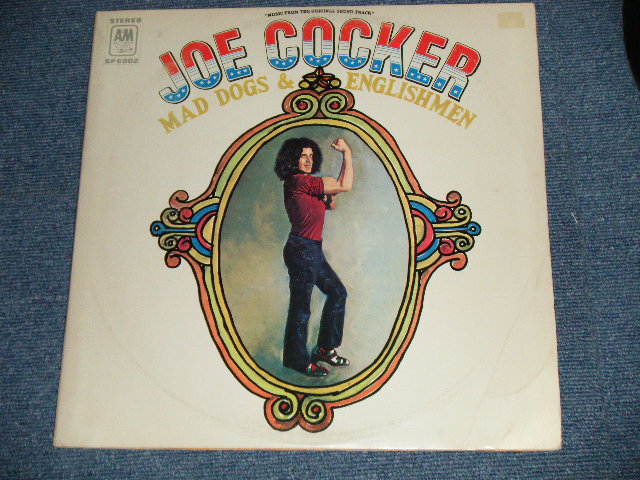 "MUSIC FROM THE ORIGINAL SOUND TRACK"
STEREO
A&M
SP 6002
JOE COCKER
MAD DOGS & ENGLISHMEN